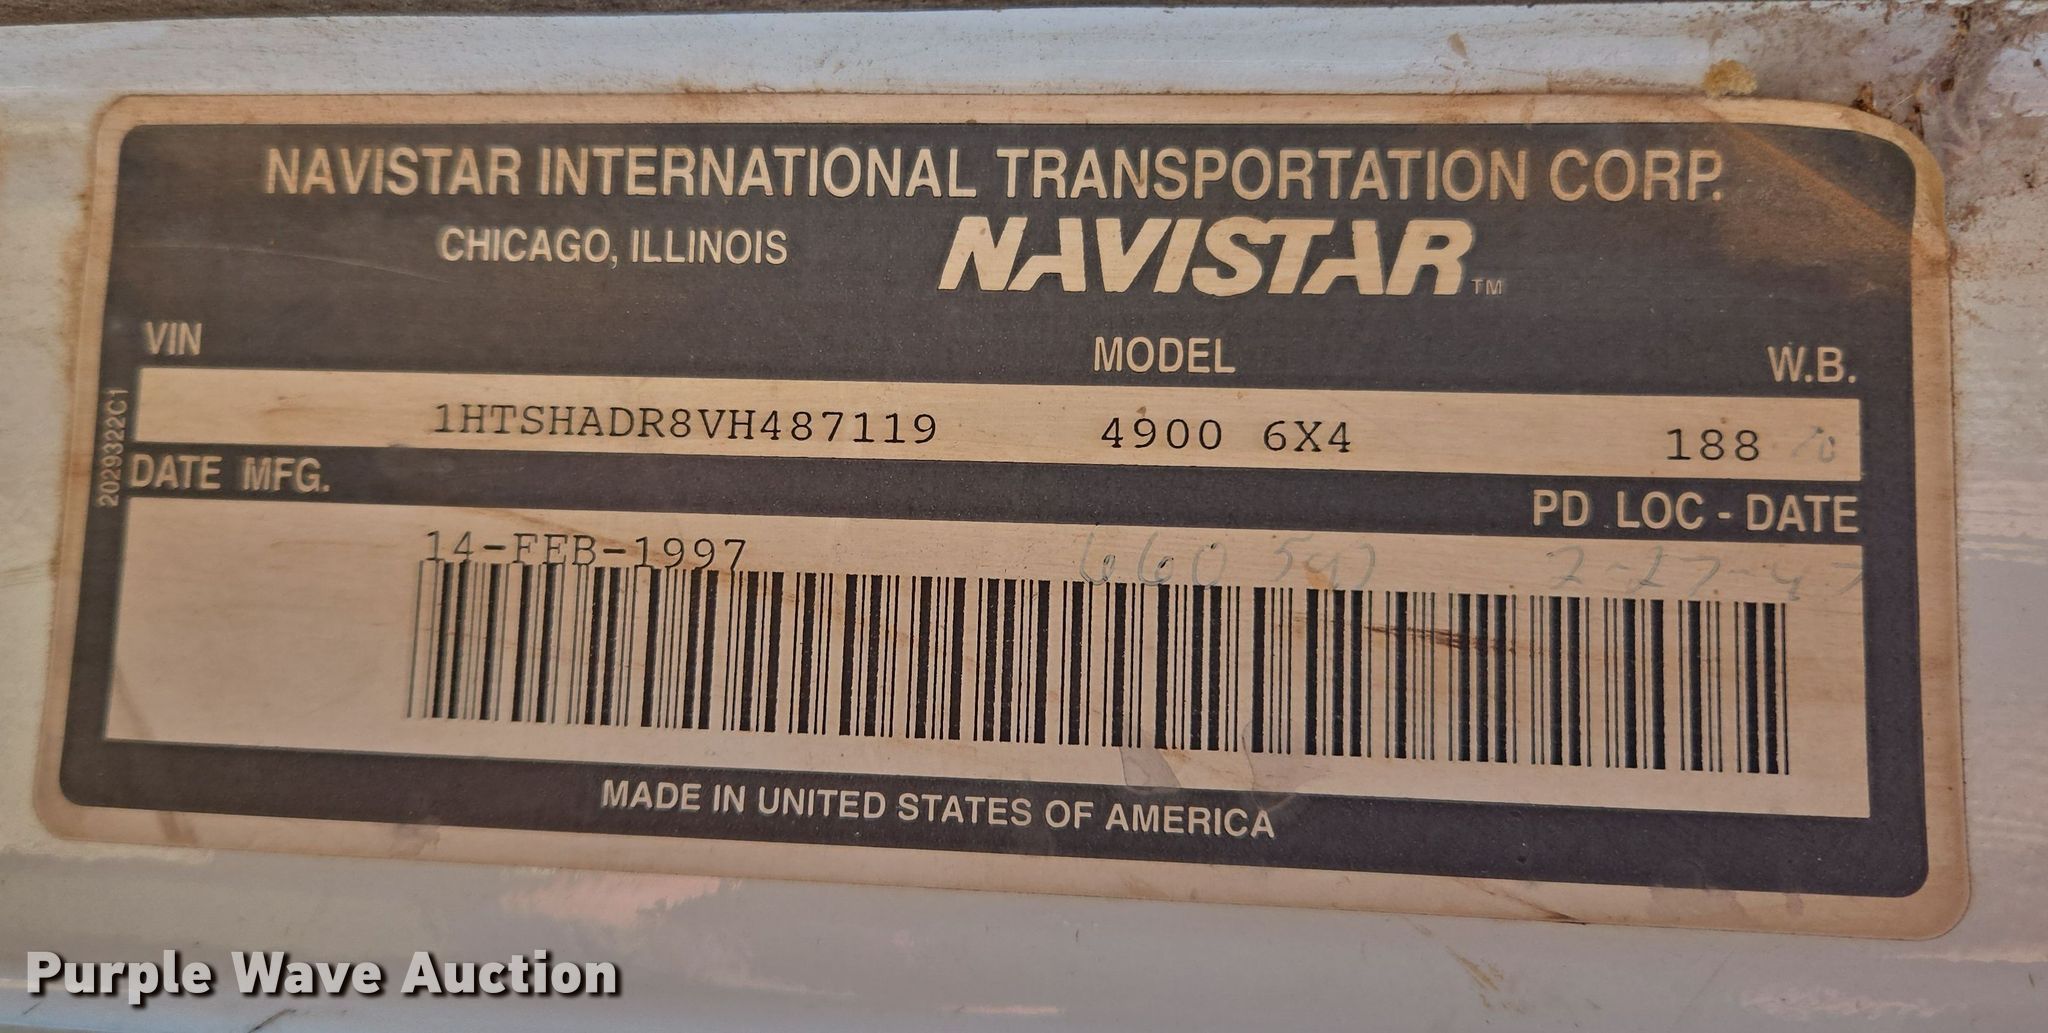 NAVISTAR INTERNATIONAL TRANSPORTATION CORP.
CHICAGO, ILLINOIS NAVISTAR™
VIN MODEL W.B.
1HTSHADR8VH487119 4900 6X4 188
2029322C1
DATE MFG. PD LOC - DATE
14-FEB-1997 660
MADE IN UNITED STATES OF AMERICA
Purple Wave Auction